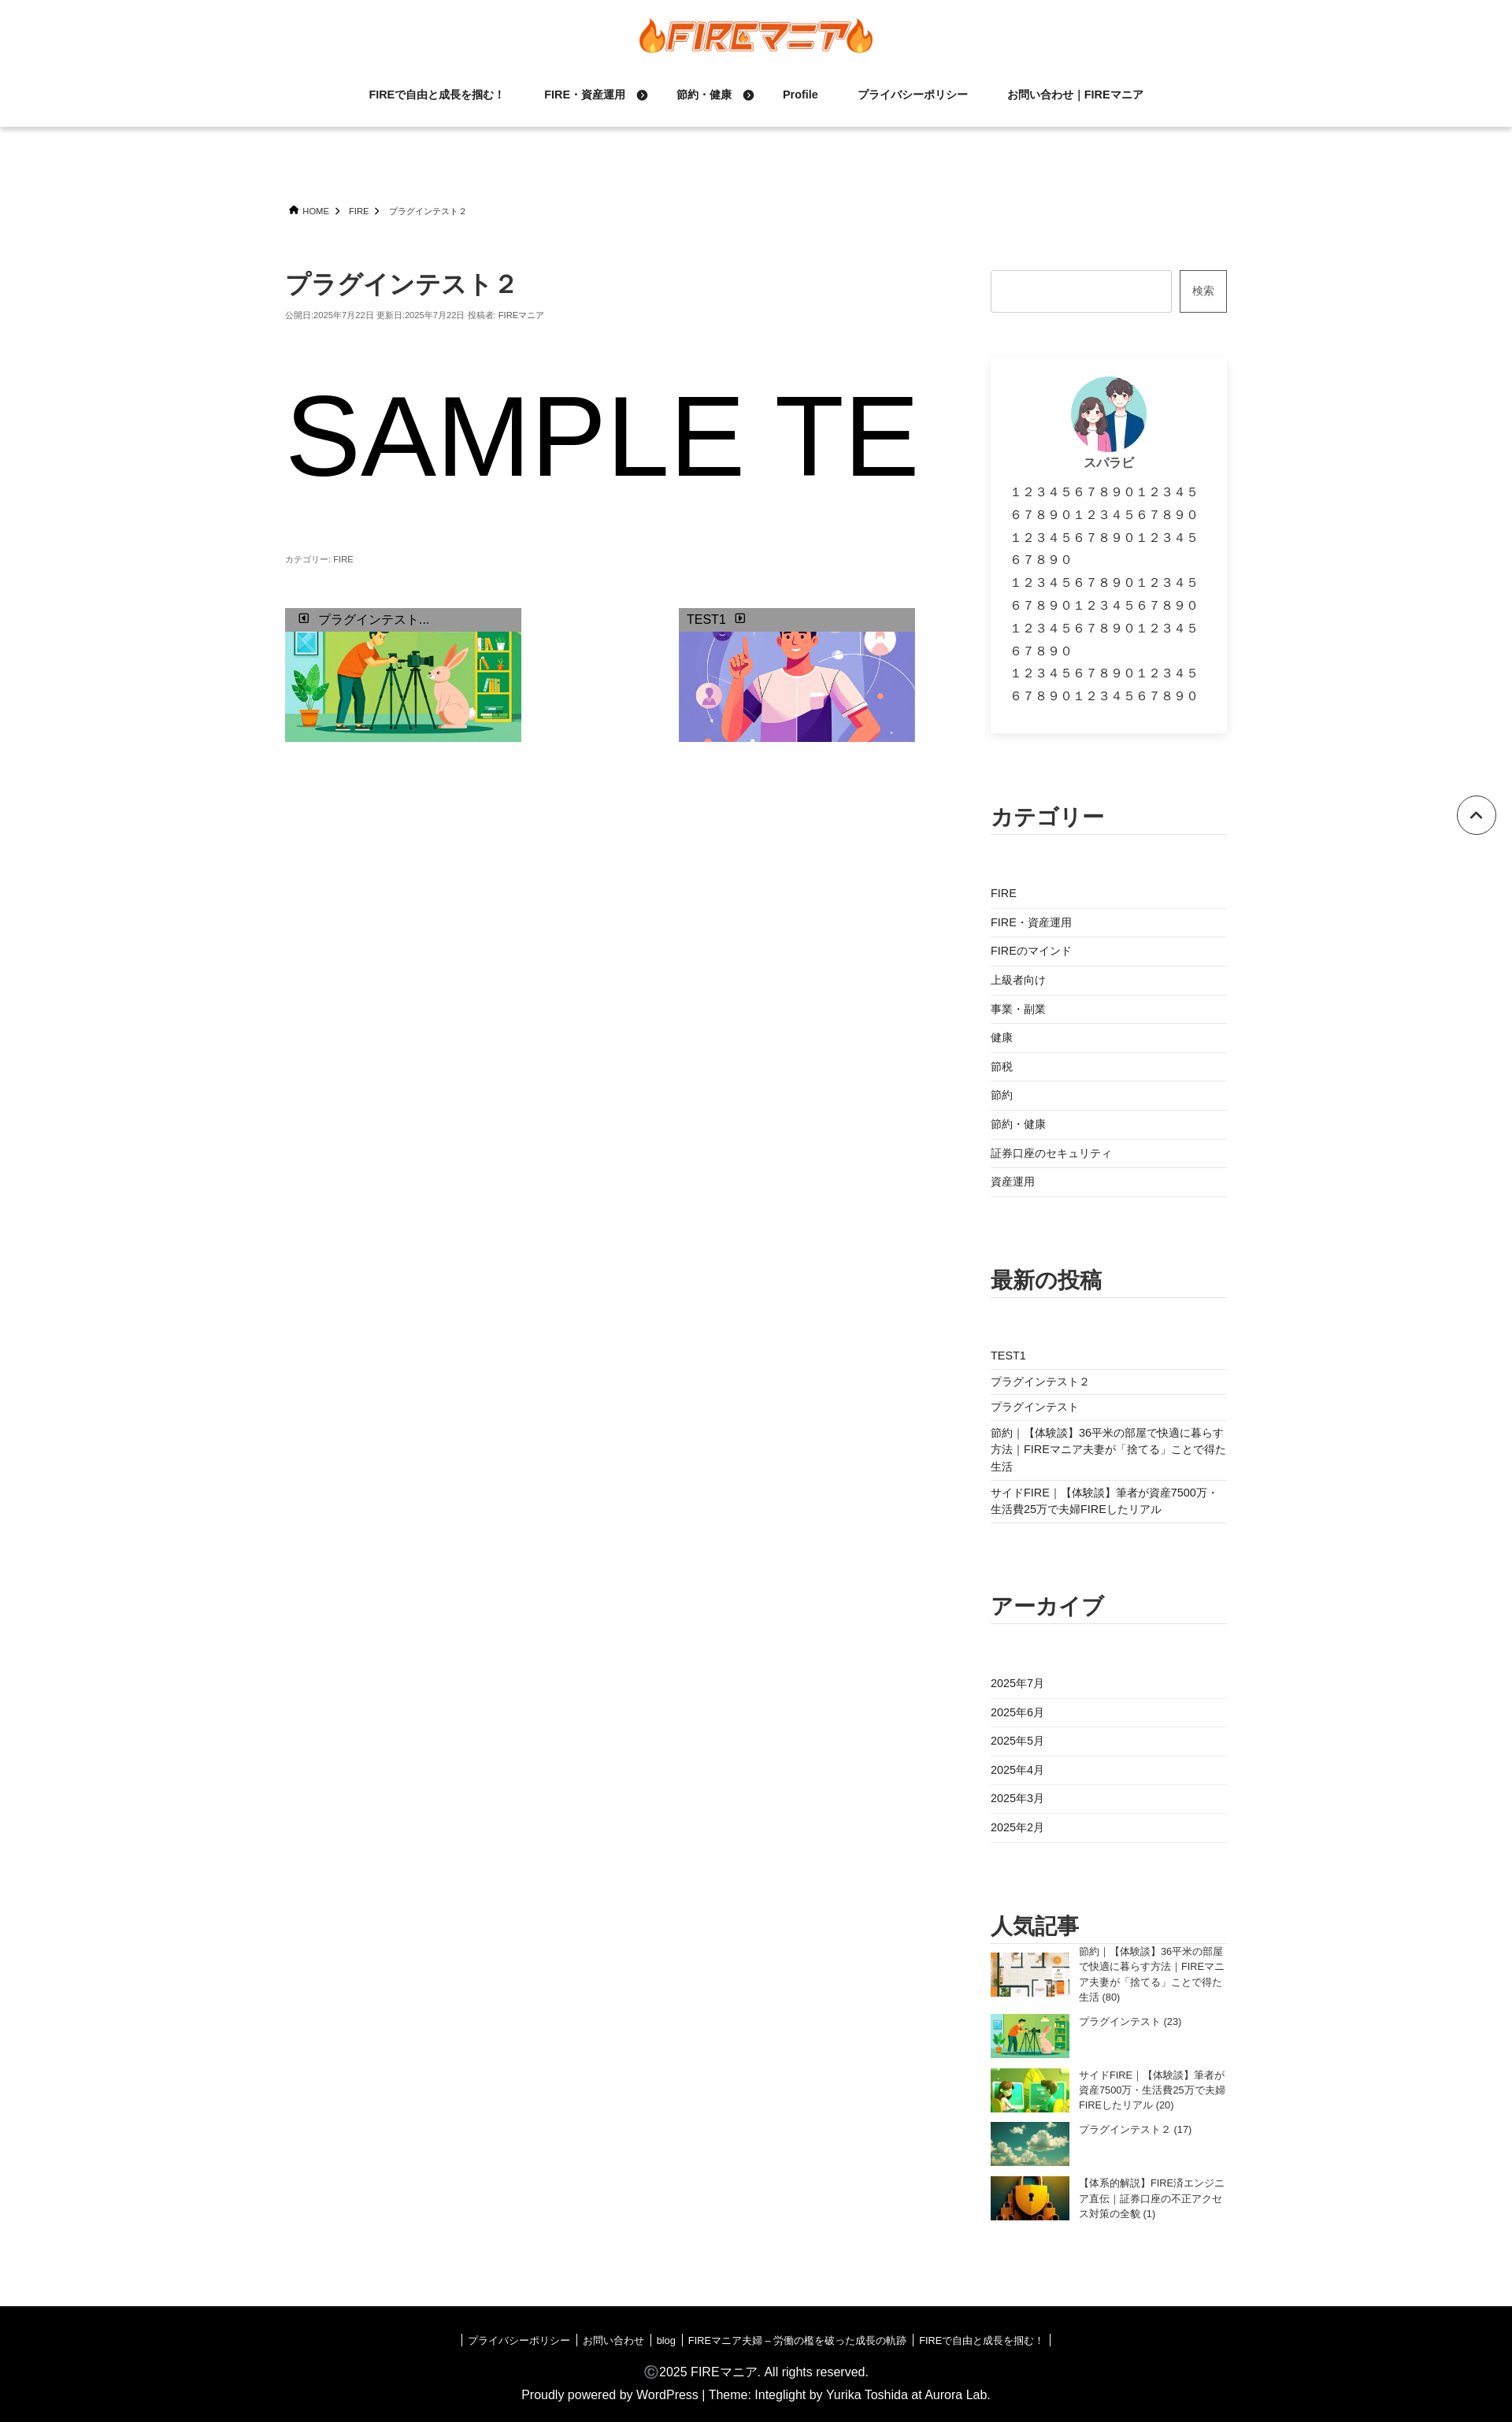 FIREマニア
FIREで自由と成長を掴む！ FIRE・資産運用 節約・健康 Profile プライバシーポリシー お問い合わせ｜FIREマニア
HOME FIRE プラグインテスト２
プラグインテスト２
公開日:2025年7月22日 更新日:2025年7月22日 投稿者: FIREマニア
SAMPLE TE
カテゴリー: FIRE
プラグインテスト...
TEST1
検索
スパラビ
１２３４５６７８９０１２３４５
６７８９０１２３４５６７８９０
１２３４５６７８９０１２３４５
６７８９０
１２３４５６７８９０１２３４５
６７８９０１２３４５６７８９０
１２３４５６７８９０１２３４５
６７８９０
１２３４５６７８９０１２３４５
６７８９０１２３４５６７８９０
カテゴリー
FIRE
FIRE・資産運用
FIREのマインド
上級者向け
事業・副業
健康
節税
節約
節約・健康
証券口座のセキュリティ
資産運用
最新の投稿
TEST1
プラグインテスト２
プラグインテスト
節約｜【体験談】36平米の部屋で快適に暮らす
方法｜FIREマニア夫妻が「捨てる」ことで得た
生活
サイドFIRE｜【体験談】筆者が資産7500万・
生活費25万で夫婦FIREしたリアル
アーカイブ
2025年7月
2025年6月
2025年5月
2025年4月
2025年3月
2025年2月
人気記事
節約｜【体験談】36平米の部屋
で快適に暮らす方法｜FIREマニ
ア夫妻が「捨てる」ことで得た
生活 (80)
プラグインテスト (23)
サイドFIRE｜【体験談】筆者が
資産7500万・生活費25万で夫婦
FIREしたリアル (20)
プラグインテスト２ (17)
【体系的解説】FIRE済エンジニ
ア直伝｜証券口座の不正アクセ
ス対策の全貌 (1)
プライバシーポリシー お問い合わせ blog FIREマニア夫婦 – 労働の檻を破った成長の軌跡 FIREで自由と成長を掴む！
©2025 FIREマニア. All rights reserved.
Proudly powered by WordPress | Theme: Integlight by Yurika Toshida at Aurora Lab.